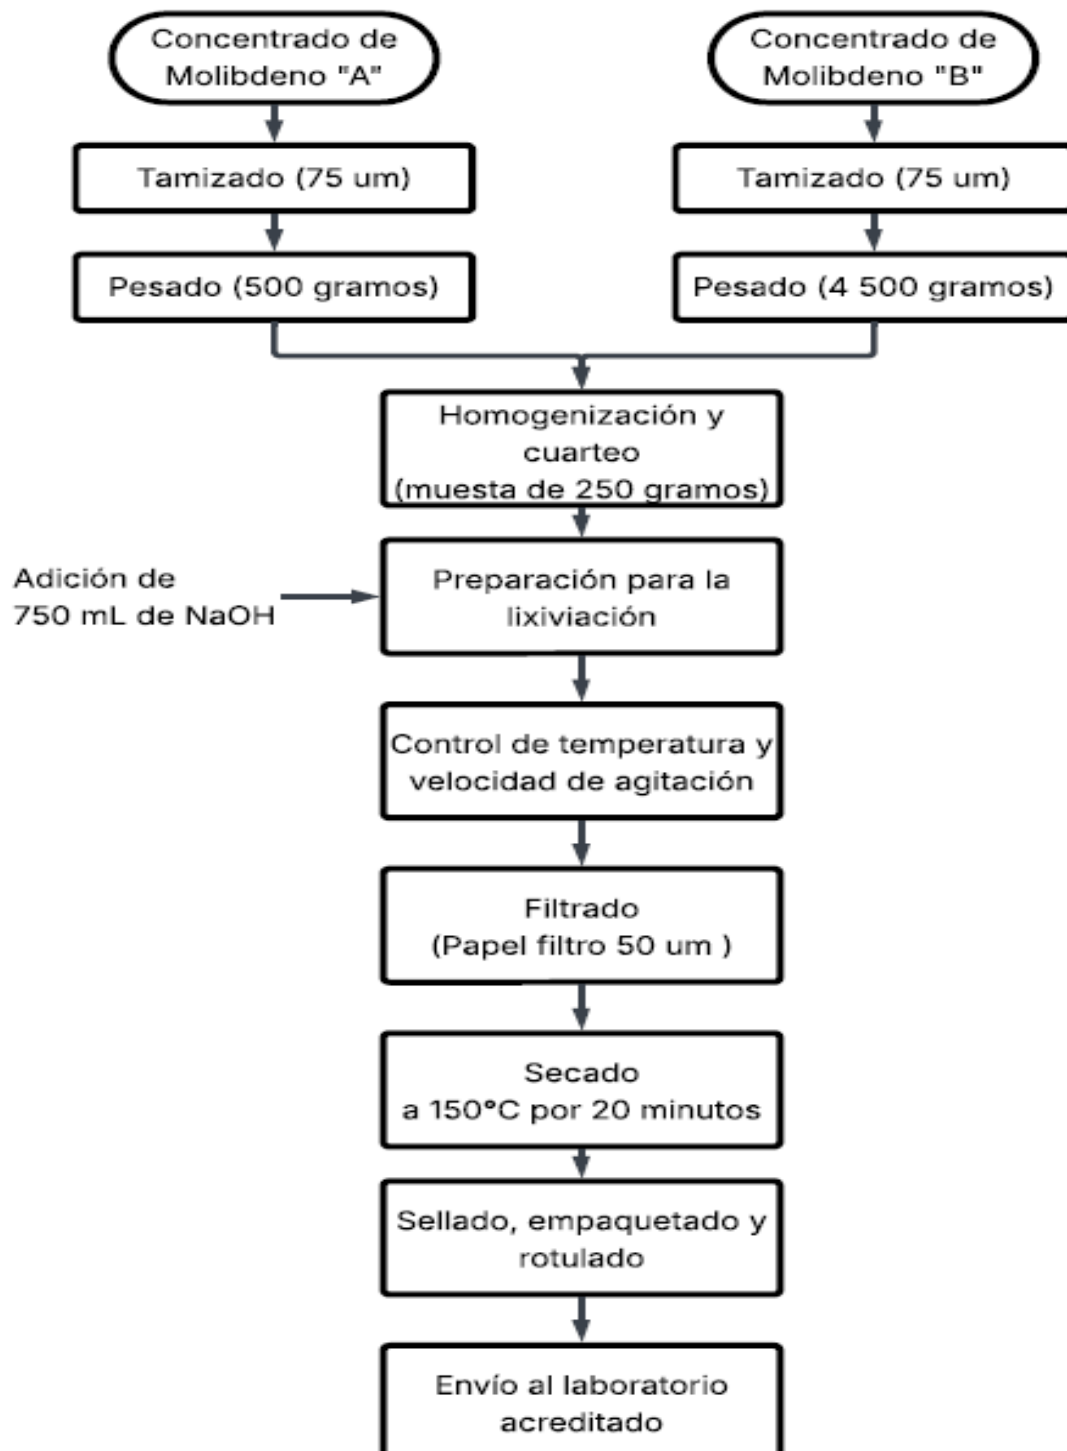 Concentrado de
Molibdeno "A"
Concentrado de
Molibdeno "B"
Tamizado (75 um)
Tamizado (75 um)
Pesado (500 gramos)
Pesado (4 500 gramos)
Homogenización y
cuarteo
(muesta de 250 gramos)
Adición de
750 mL de NaOH
Preparación para la
lixiviación
Control de temperatura y
velocidad de agitación
Filtrado
(Papel filtro 50 um )
Secado
a 150°C por 20 minutos
Sellado, empaquetado y
rotulado
Envío al laboratorio
acreditado